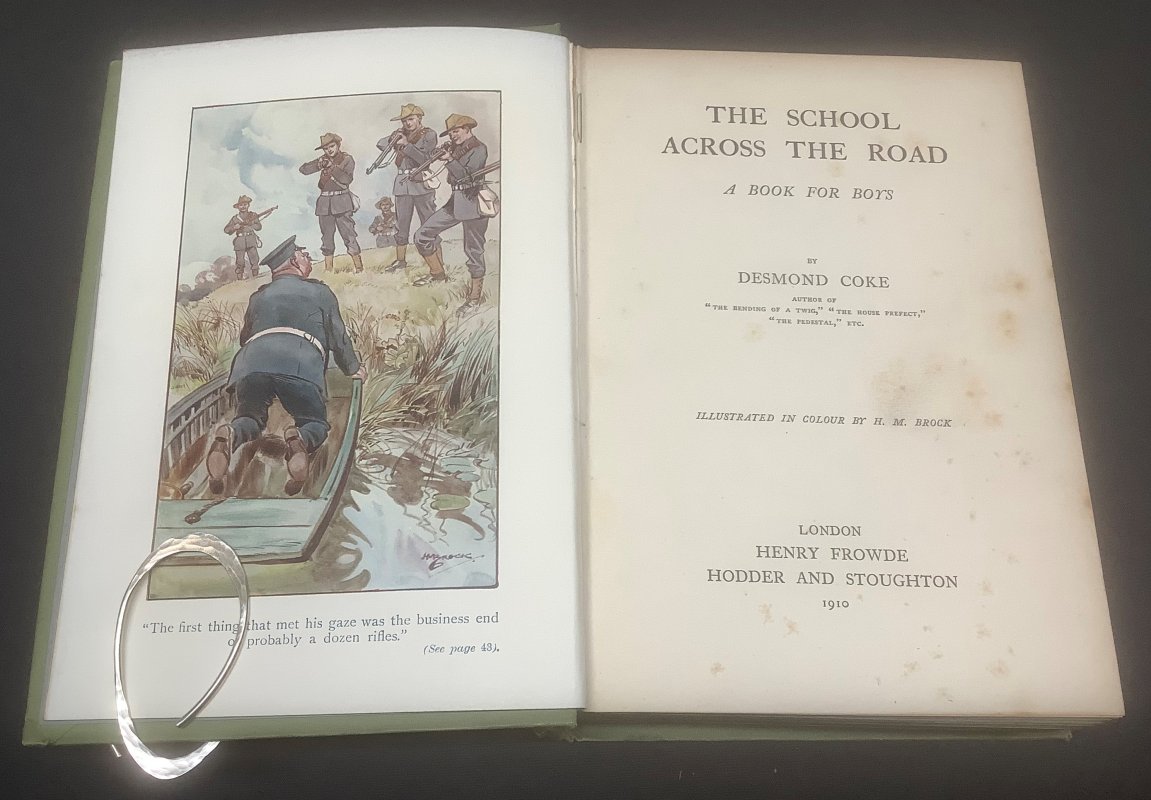 "The first thing that met his gaze was the business end
of probably a dozen rifles."
(See page 43).
H.M.BROCK.
THE SCHOOL
ACROSS THE ROAD
A BOOK FOR BOYS
BY
DESMOND COKE
AUTHOR OF
"THE BENDING OF A TWIG," "THE HOUSE PREFECT,"
"THE PEDESTAL," ETC.
ILLUSTRATED IN COLOUR BY H. M. BROCK
LONDON
HENRY FROWDE
HODDER AND STOUGHTON
1910